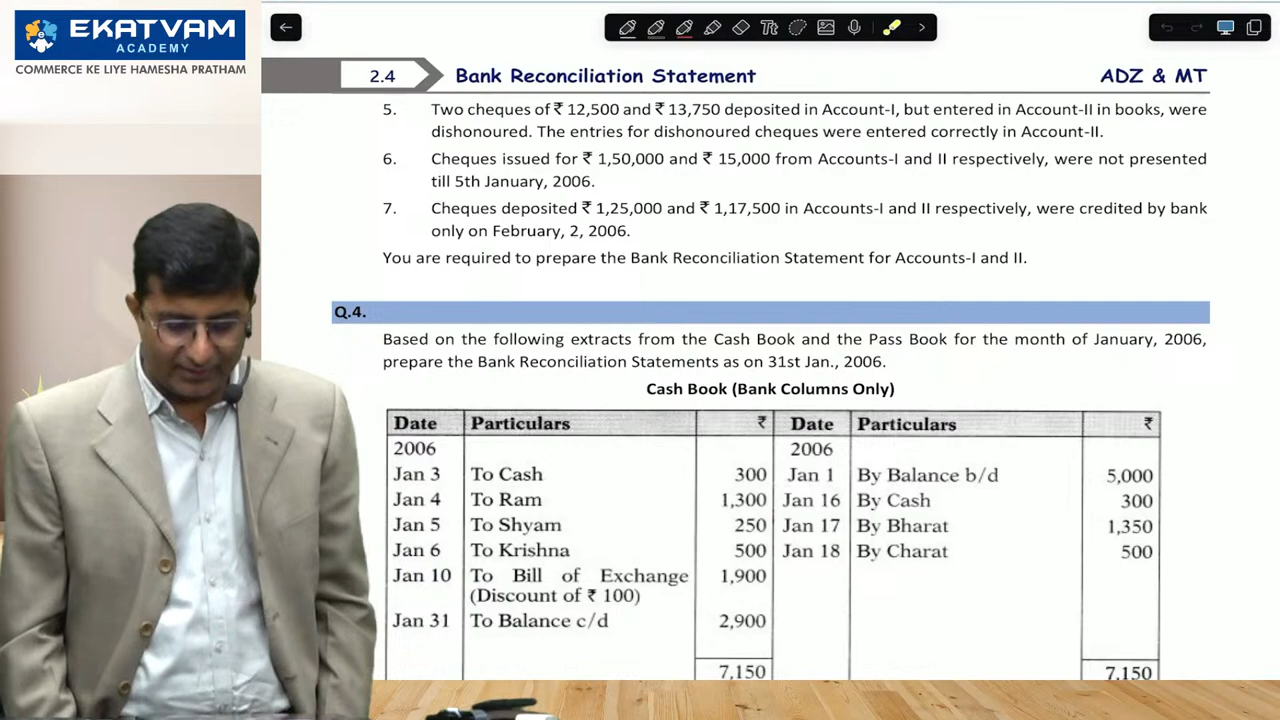 EKATVAM
ACADEMY
COMMERCE KE LIYE HAMESHA PRATHAM
2.4 Bank Reconciliation Statement ADZ & MT
5. Two cheques of ₹ 12,500 and ₹ 13,750 deposited in Account-I, but entered in Account-II in books, were
dishonoured. The entries for dishonoured cheques were entered correctly in Account-II.
6. Cheques issued for ₹ 1,50,000 and ₹ 15,000 from Accounts-I and II respectively, were not presented
till 5th January, 2006.
7. Cheques deposited ₹ 1,25,000 and ₹ 1,17,500 in Accounts-I and II respectively, were credited by bank
only on February, 2, 2006.
You are required to prepare the Bank Reconciliation Statement for Accounts-I and II.
Q.4.
Based on the following extracts from the Cash Book and the Pass Book for the month of January, 2006,
prepare the Bank Reconciliation Statements as on 31st Jan., 2006.
Cash Book (Bank Columns Only)
Date Particulars ₹ Date Particulars ₹
2006 2006
Jan 3 To Cash 300 Jan 1 By Balance b/d 5,000
Jan 4 To Ram 1,300 Jan 16 By Cash 300
Jan 5 To Shyam 250 Jan 17 By Bharat 1,350
Jan 6 To Krishna 500 Jan 18 By Charat 500
Jan 10 To Bill of Exchange 1,900
(Discount of ₹ 100)
Jan 31 To Balance c/d 2,900
7,150 7,150